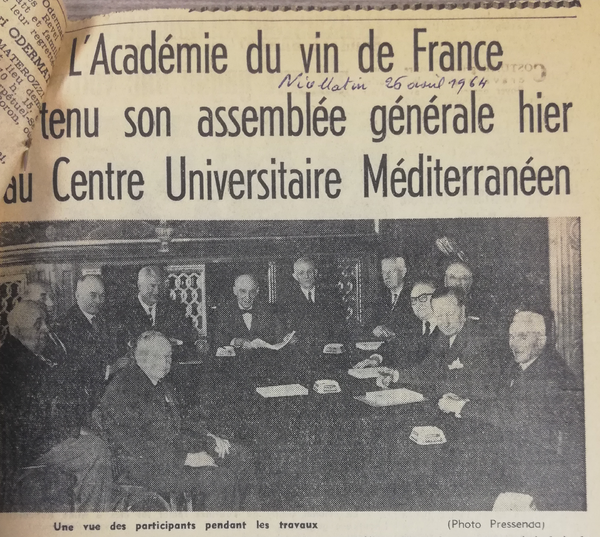 L'Académie du vin de France
Nice Matin 26 avril 1964
tenu son assemblée générale hier
au Centre Universitaire Méditerranéen
Une vue des participants pendant les travaux
(Photo Pressenda)